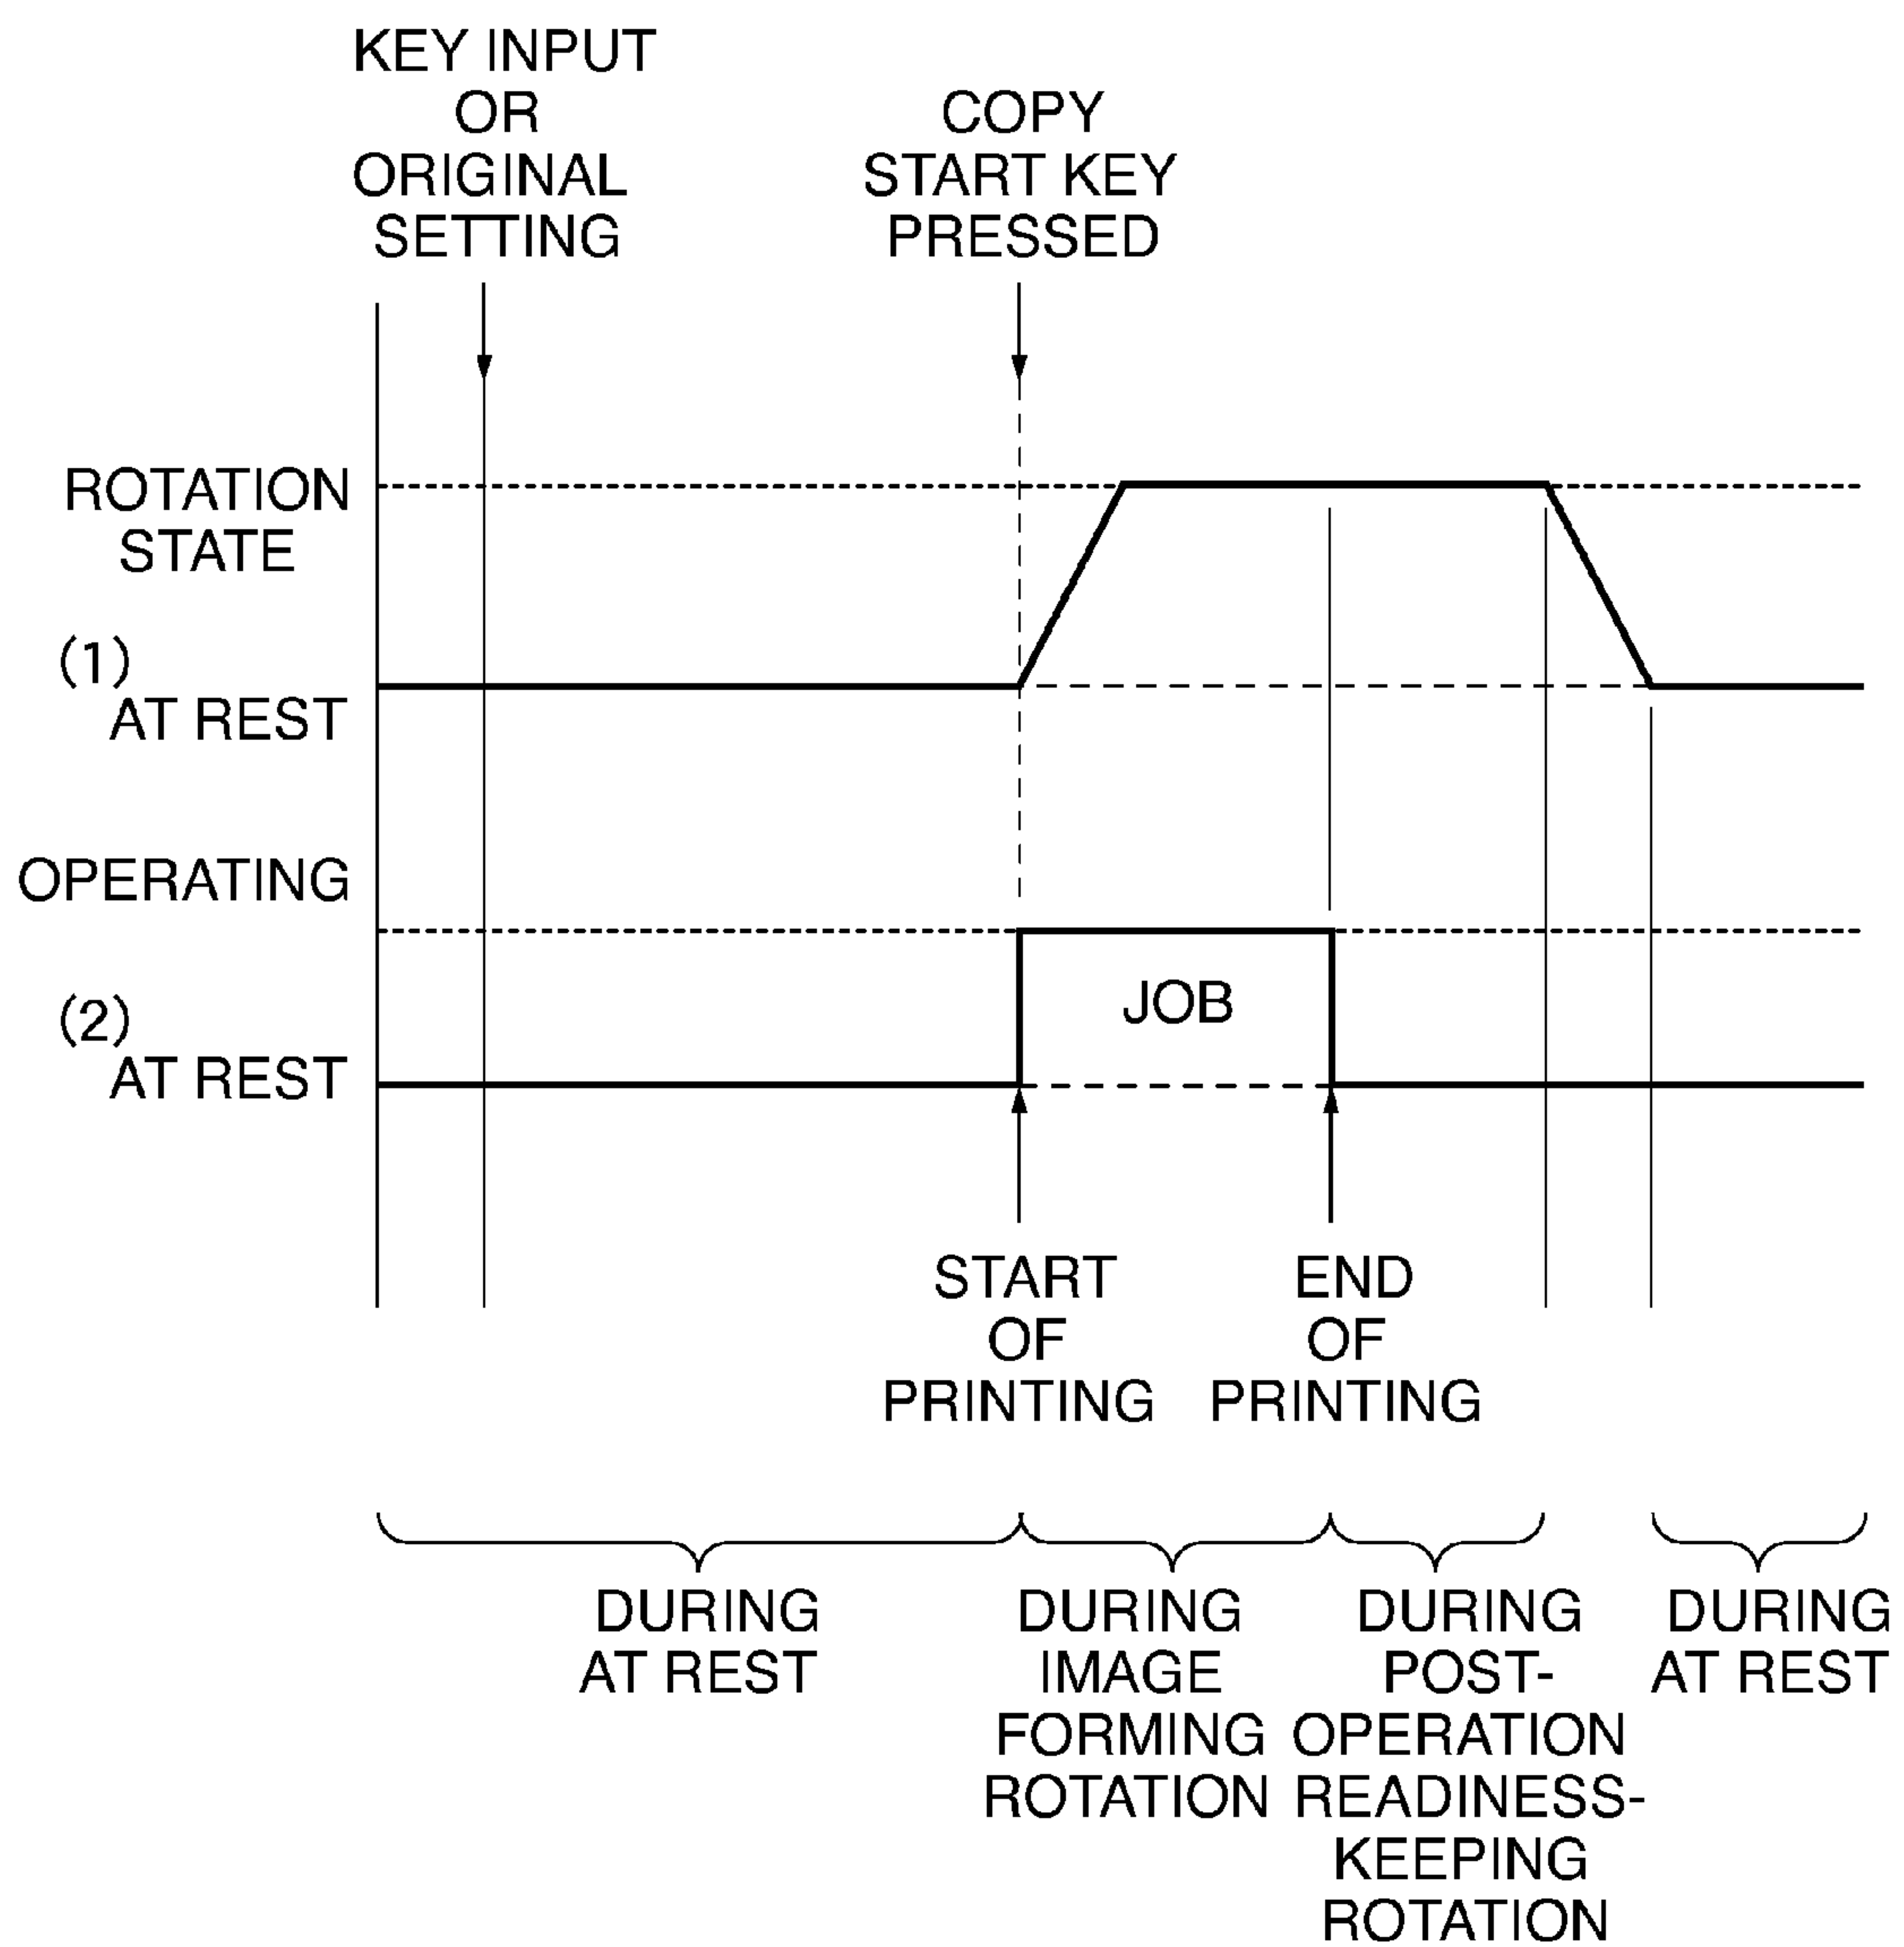 KEY INPUT
OR
ORIGINAL
SETTING
COPY
START KEY
PRESSED
ROTATION
STATE
(1)
AT REST
OPERATING
JOB
(2)
AT REST
START
OF
PRINTING
END
OF
PRINTING
DURING
AT REST
DURING
IMAGE
FORMING
ROTATION
DURING
POST-
OPERATION
READINESS-
KEEPING
ROTATION
DURING
AT REST